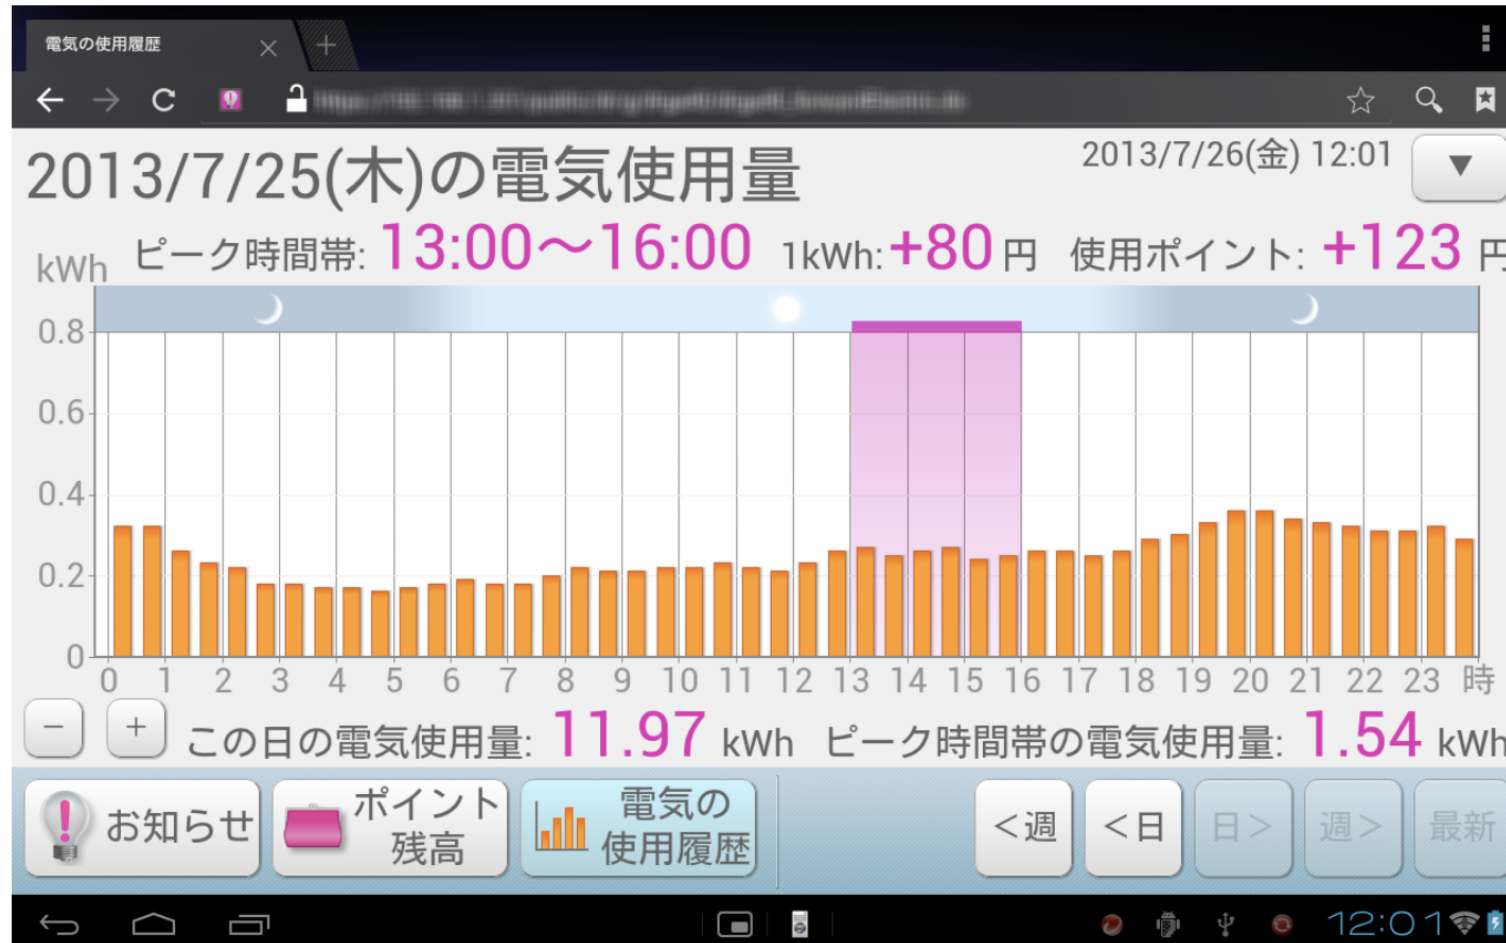 電気の使用履歴
2013/7/25(木)の電気使用量
2013/7/26(金) 12:01
▼
kWh ピーク時間帯: 13:00～16:00 1kWh: +80 円 使用ポイント: +123 円
0.8
0.6
0.4
0.2
0
0 1 2 3 4 5 6 7 8 9 10 11 12 13 14 15 16 17 18 19 20 21 22 23 時
− + この日の電気使用量: 11.97 kWh ピーク時間帯の電気使用量: 1.54 kWh
お知らせ
ポイント
残高
電気の
使用履歴
<週 <日 日> 週> 最新
12:01